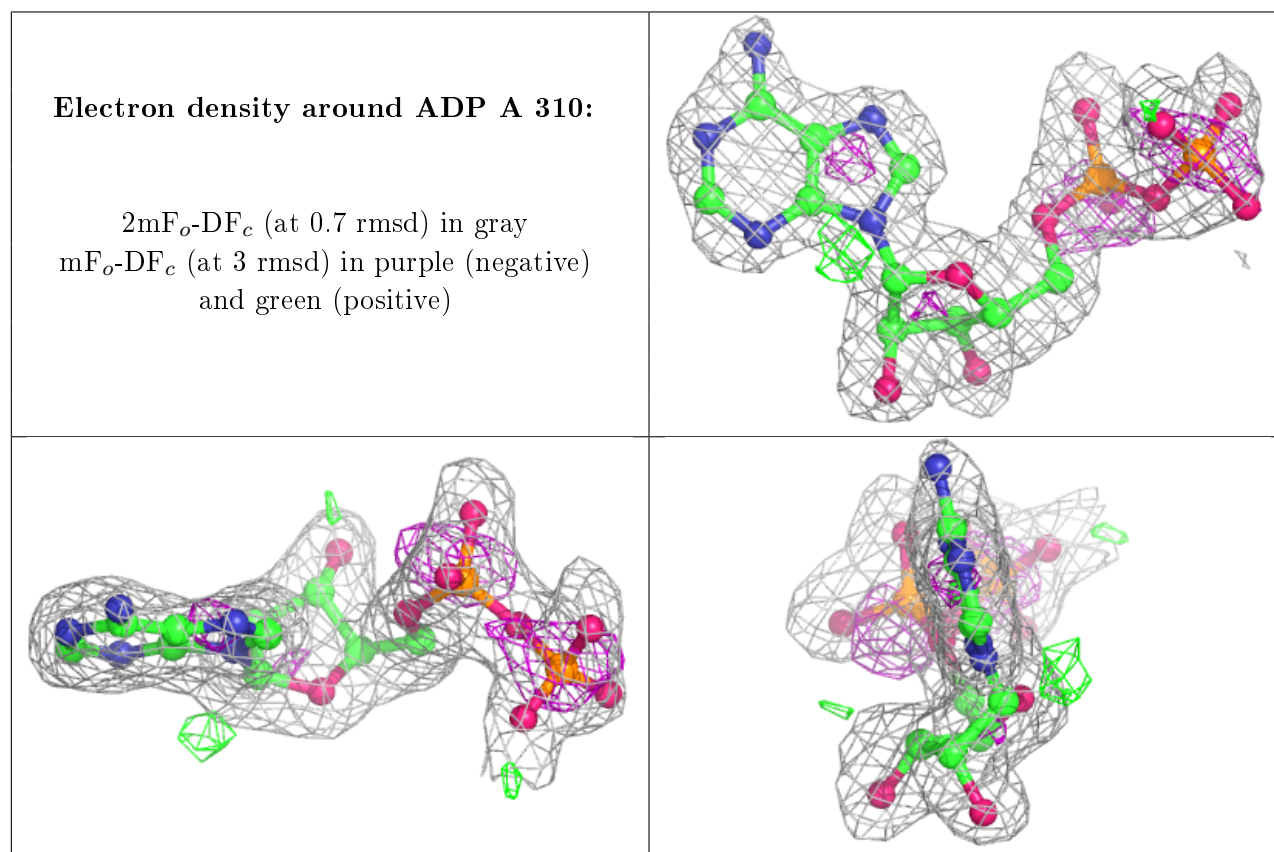 Electron density around ADP A 310:
2mFₒ-DF𝒸 (at 0.7 rmsd) in gray
mFₒ-DF𝒸 (at 3 rmsd) in purple (negative)
and green (positive)